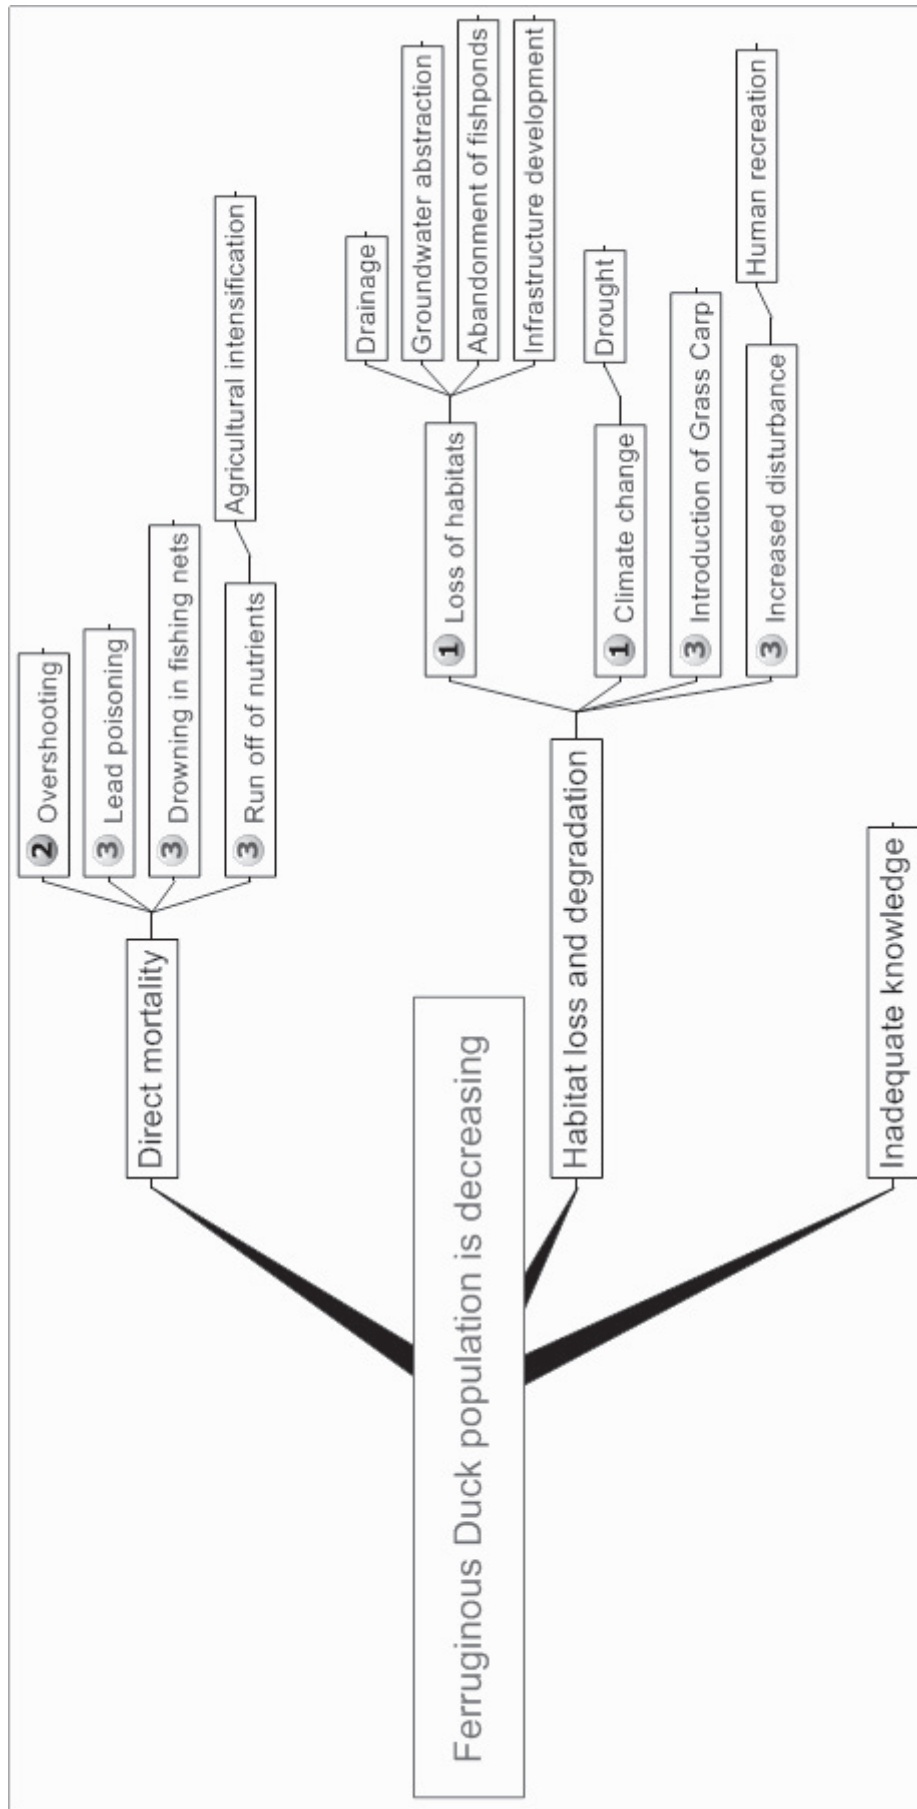 Ferruginous Duck population is decreasing
Direct mortality
2 Overshooting
3 Lead poisoning
3 Drowning in fishing nets
3 Run off of nutrients
Agricultural intensification
Habitat loss and degradation
1 Loss of habitats
Drainage
Groundwater abstraction
Abandonment of fishponds
Infrastructure development
1 Climate change
Drought
3 Introduction of Grass Carp
3 Increased disturbance
Human recreation
Inadequate knowledge